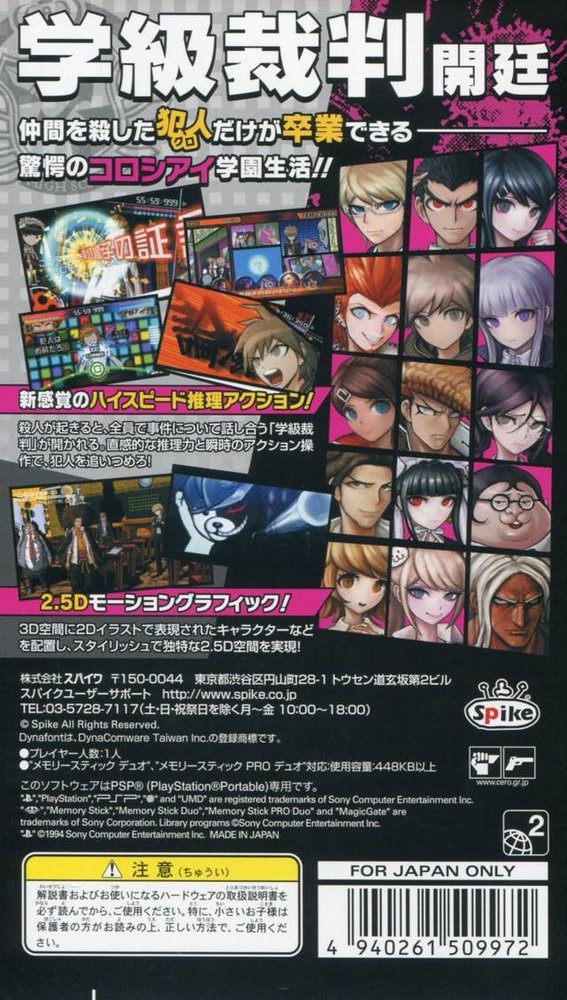 学級裁判開廷
仲間を殺した犯人だけが卒業できる
クロ
驚愕のコロシアイ学園生活!!
55:59:999
の証
55:59:999
犯人は
お前だろ
新感覚のハイスピード推理アクション!
殺人が起きると、全員で事件について話し合う「学級裁
判」が開かれる。直感的な推理力と瞬時のアクション操
作で、犯人を追いつめろ!
2.5Dモーショングラフィック!
3D空間に2Dイラストで表現されたキャラクターなど
を配置し、スタイリッシュで独特な2.5D空間を実現!
株式会社スパイク 〒150-0044 東京都渋谷区円山町28-1 トウセン道玄坂第2ビル
スパイクユーザーサポート http://www.spike.co.jp
TEL:03-5728-7117(土・日・祝祭日を除く月~金 10:00~18:00)
© Spike All Rights Reserved.
Dynafontは、DynaComware Taiwan Inc.の登録商標です。
Spike
●プレイヤー人数:1人
●"メモリースティック デュオ"、"メモリースティック PRO デュオ"対応:使用容量:448KB以上
www.cero.gr.jp
このソフトウェアはPSP®(PlayStation®Portable)専用です。
"、"PlayStation"、"PSP"、" " and "UMD" are registered trademarks of Sony Computer Entertainment Inc.
"、"Memory Stick"、"Memory Stick Duo"、"Memory Stick PRO Duo" and "MagicGate" are
trademarks of Sony Corporation. Library programs ©Sony Computer Entertainment Inc.
" ©1994 Sony Computer Entertainment Inc. MADE IN JAPAN
2
注意(ちゅうい)
解説書およびお使いになるハードウェアの取扱説明書を
必ず読んでから、ご使用ください。特に、小さいお子様は
保護者の方がお読みの上、正しい方法で、ご使用ください。
FOR JAPAN ONLY
4 940261 509972